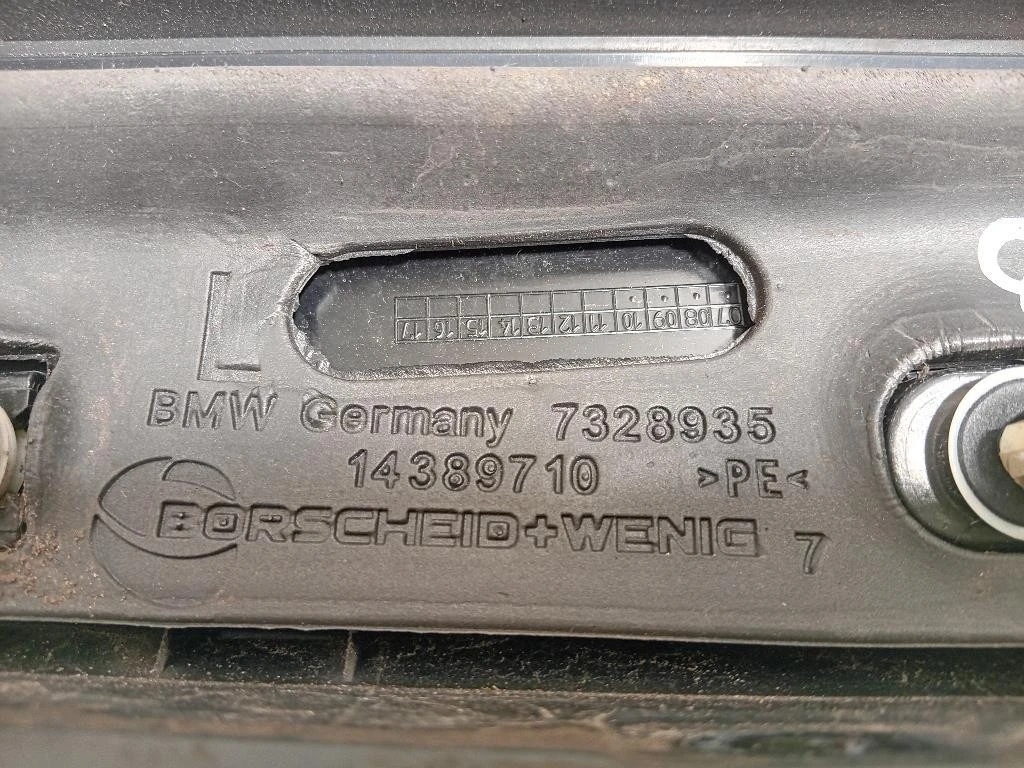 07 08 09 10 11 12 13 14 15 16 17
L
BMW Germany 7328935
14389710 >PE<
BORSCHEID+WENIG 7